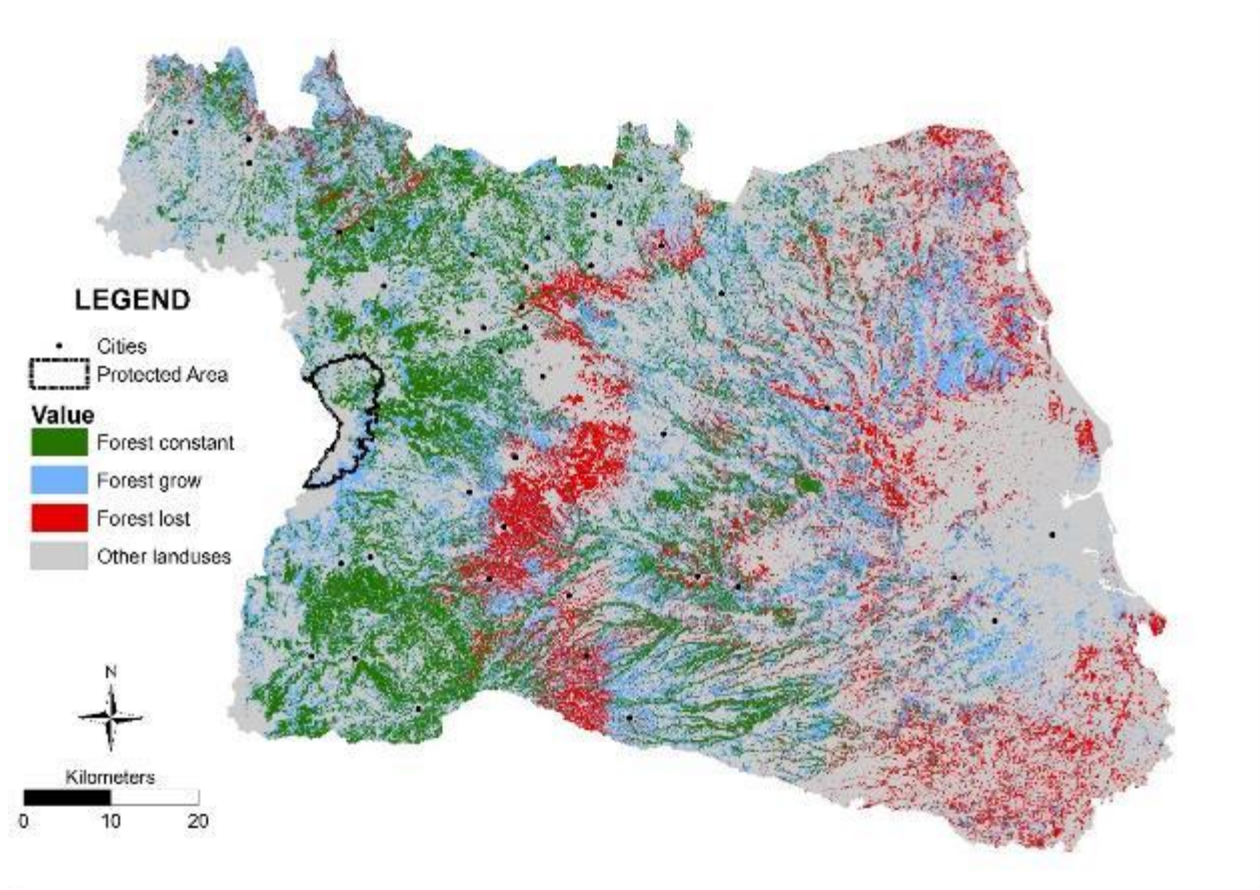 LEGEND
Cities
Protected Area
Value
Forest constant
Forest grow
Forest lost
Other landuses
N
Kilometers
0 10 20